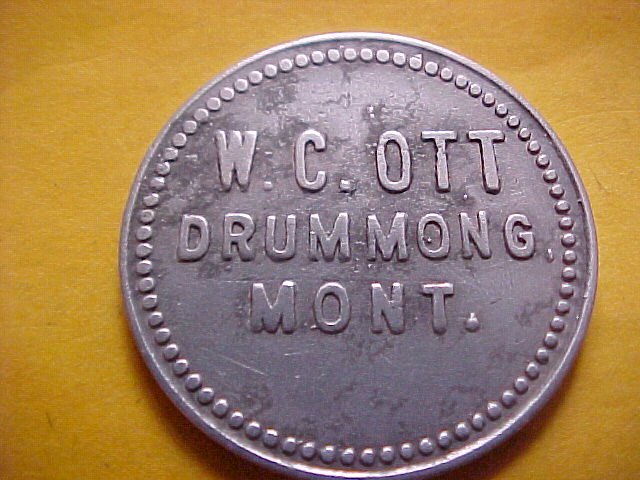 W. C. OTT
DRUMMONG,
MONT.